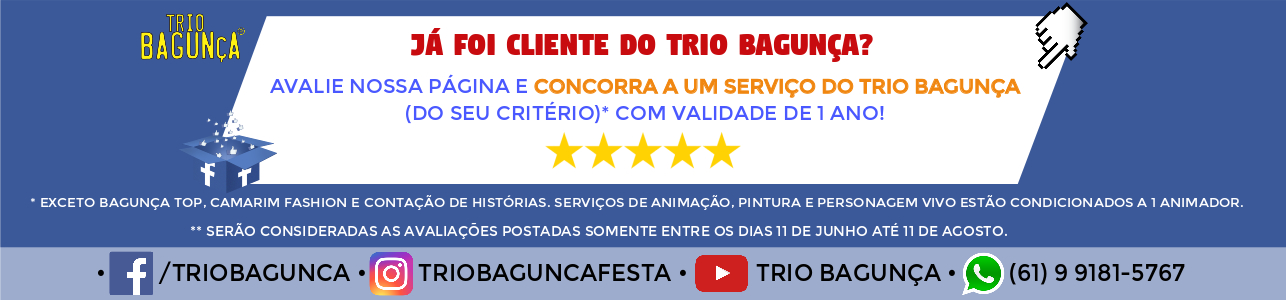 TRIO
BAGUNÇA
JÁ FOI CLIENTE DO TRIO BAGUNÇA?
AVALIE NOSSA PÁGINA E CONCORRA A UM SERVIÇO DO TRIO BAGUNÇA
(DO SEU CRITÉRIO)* COM VALIDADE DE 1 ANO!
* EXCETO BAGUNÇA TOP, CAMARIM FASHION E CONTAÇÃO DE HISTÓRIAS. SERVIÇOS DE ANIMAÇÃO, PINTURA E PERSONAGEM VIVO ESTÃO CONDICIONADOS A 1 ANIMADOR.
** SERÃO CONSIDERADAS AS AVALIAÇÕES POSTADAS SOMENTE ENTRE OS DIAS 11 DE JUNHO ATÉ 11 DE AGOSTO.
• /TRIOBAGUNCA • TRIOBAGUNCAFESTA • TRIO BAGUNÇA • (61) 9 9181-5767